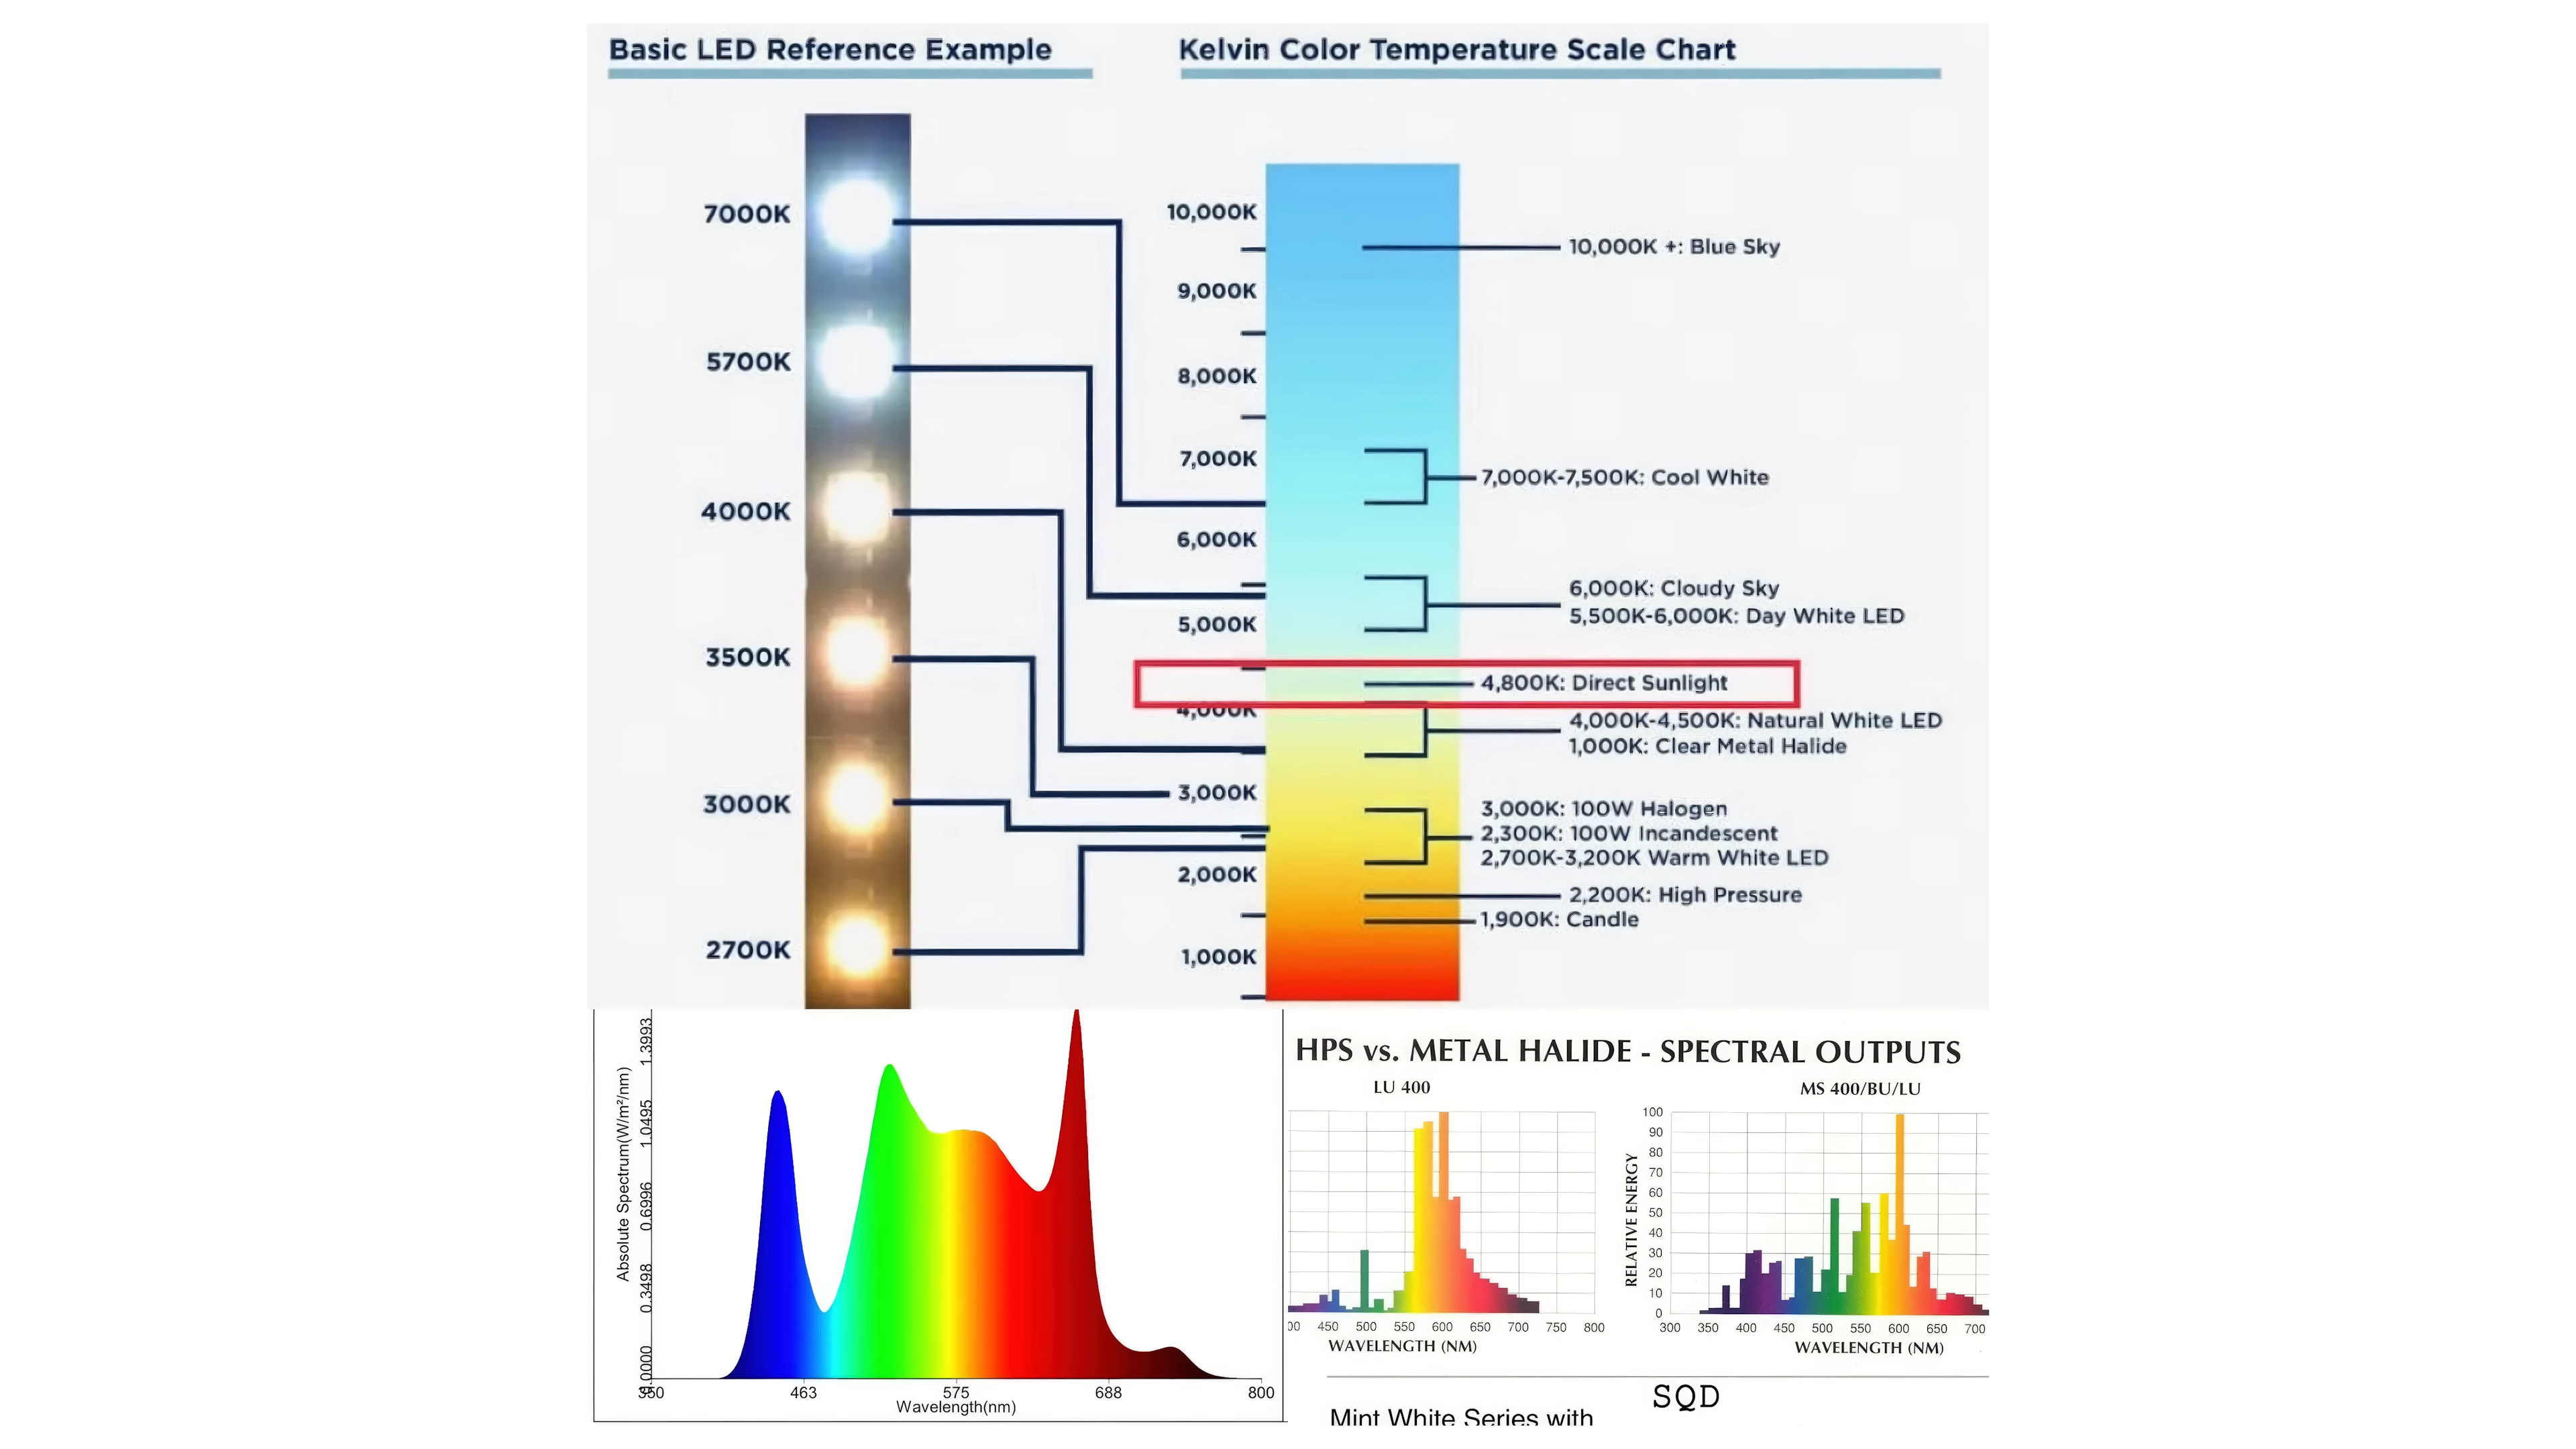 Basic LED Reference Example
Kelvin Color Temperature Scale Chart
7000K
5700K
4000K
3500K
3000K
2700K
10,000K
9,000K
8,000K
7,000K
6,000K
5,000K
4,000K
3,000K
2,000K
1,000K
10,000K +: Blue Sky
7,000K-7,500K: Cool White
6,000K: Cloudy Sky
5,500K-6,000K: Day White LED
4,800K: Direct Sunlight
4,000K-4,500K: Natural White LED
1,000K: Clear Metal Halide
3,000K: 100W Halogen
2,300K: 100W Incandescent
2,700K-3,200K Warm White LED
2,200K: High Pressure
1,900K: Candle
Absolute Spectrum(W/m²/nm)
1.3993
1.0495
0.6996
0.3498
0.0000
350 463 575 688 800
Wavelength(nm)
HPS vs. METAL HALIDE - SPECTRAL OUTPUTS
LU 400
00 450 500 550 600 650 700 750 800
WAVELENGTH (NM)
MS 400/BU/LU
RELATIVE ENERGY
100
90
80
70
60
50
40
30
20
10
0
300 350 400 450 500 550 600 650 700
WAVELENGTH (NM)
SQD
Mint White Series with